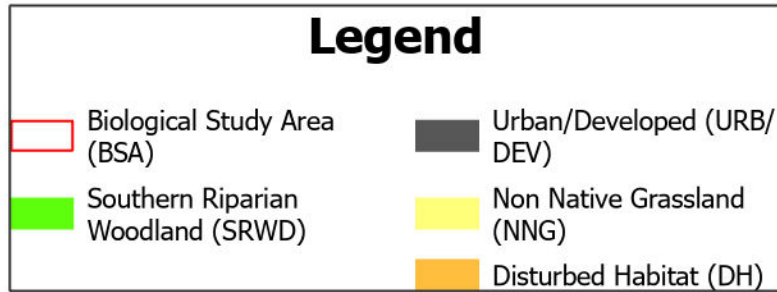 Legend
Biological Study Area
(BSA)
Southern Riparian
Woodland (SRWD)
Urban/Developed (URB/
DEV)
Non Native Grassland
(NNG)
Disturbed Habitat (DH)